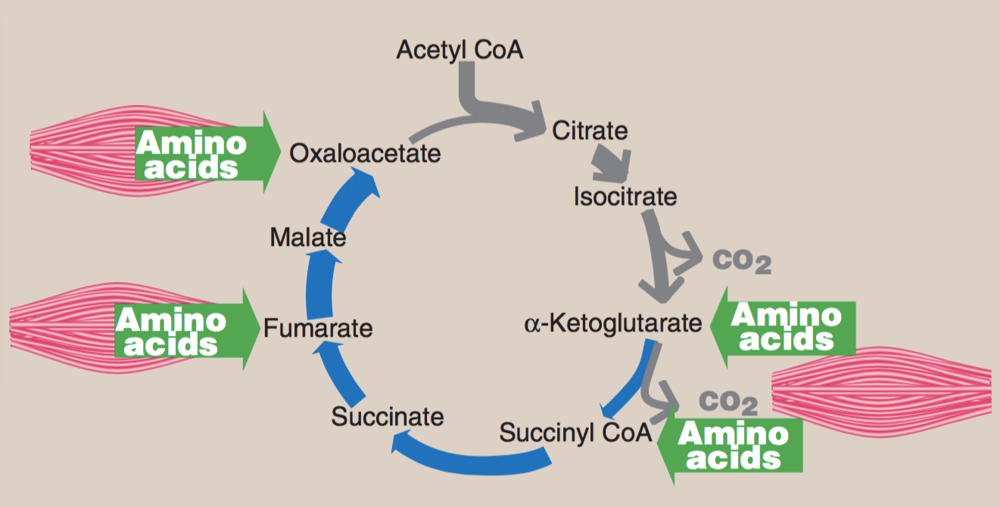 Acetyl CoA
Citrate
Amino
acids
Oxaloacetate
Isocitrate
Malate
CO2
Amino
acids
Fumarate
α-Ketoglutarate
Amino
acids
CO2
Succinate
Succinyl CoA
Amino
acids